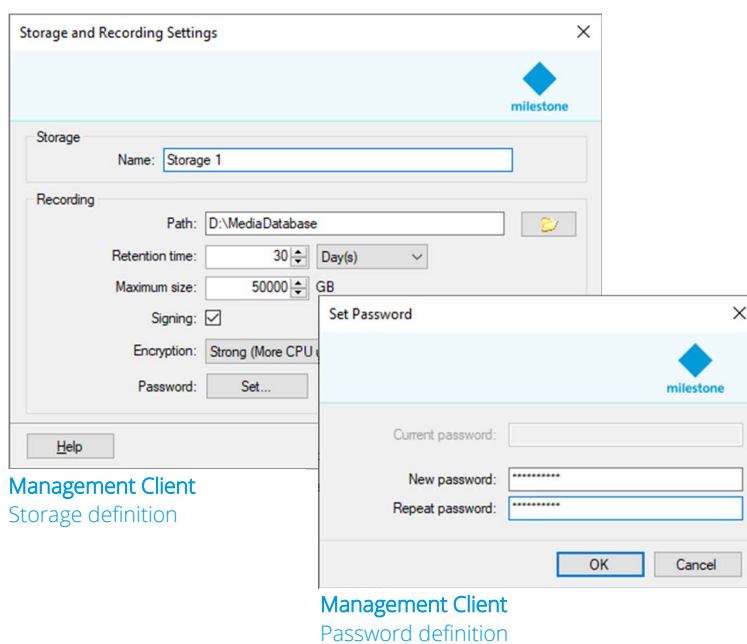 Storage and Recording Settings
milestone
Storage
Name: Storage 1
Recording
Path: D:\MediaDatabase
Retention time: 30 Day(s)
Maximum size: 50000 GB
Signing:
Encryption: Strong (More CPU
Password: Set...
Help
Management Client
Storage definition
Set Password
milestone
Current password:
New password: **********
Repeat password: **********
OK Cancel
Management Client
Password definition